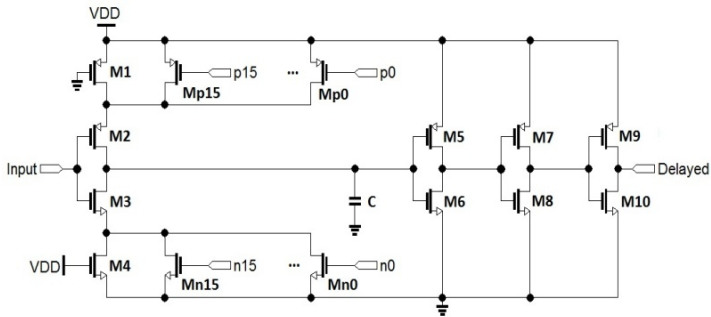 VDD
M1
p15
...
p0
Mp15
Mp0
M2
M5
M7
M9
Input
Delayed
M3
C
M6
M8
M10
VDD
M4
n15
...
n0
Mn15
Mn0